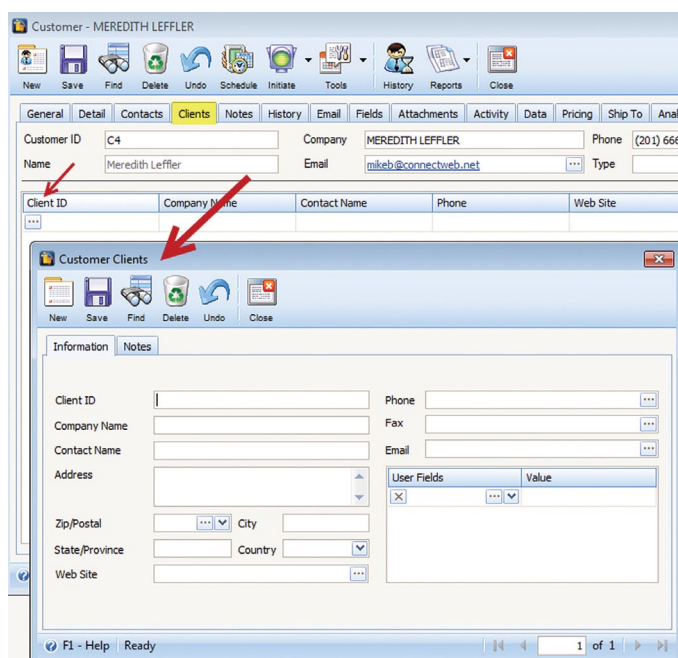 Customer - MEREDITH LEFFLER
New Save Find Delete Undo Schedule Initiate Tools History Reports Close
General Detail Contacts Clients Notes History Email Fields Attachments Activity Data Pricing Ship To Anal
Customer ID C4 Company MEREDITH LEFFLER Phone (201) 666
Name Meredith Leffler Email mikeb@connectweb.net Type
Client ID Company Name Contact Name Phone Web Site
Customer Clients
New Save Find Delete Undo Close
Information Notes
Client ID Phone
Company Name Fax
Contact Name Email
Address User Fields Value
Zip/Postal City
State/Province Country
Web Site
F1 - Help Ready 1 of 1